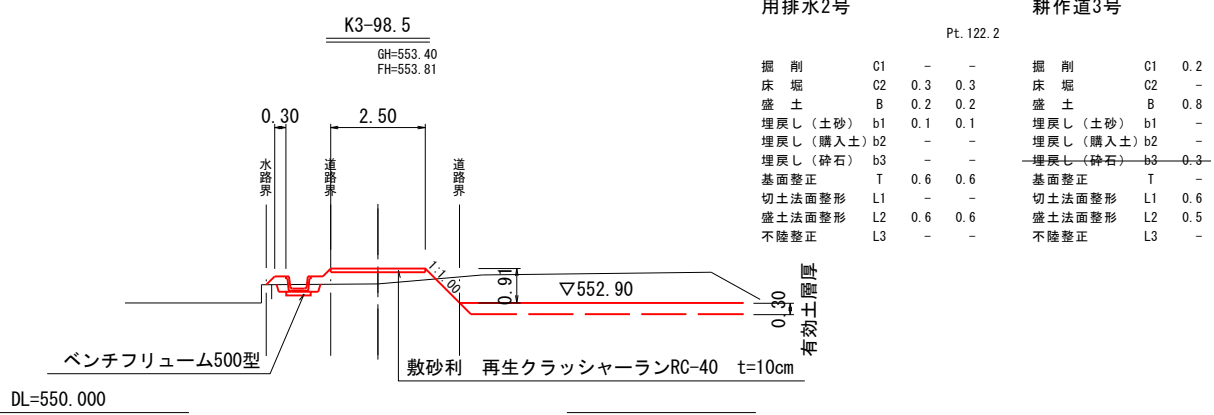 K3-98.5
GH=553.40
FH=553.81
0.30
2.50
水路界
道路界
道路界
1:1.00
0.91
▽552.90
0.30
有効土層厚
ベンチフリューム500型
敷砂利 再生クラッシャーランRC-40 t=10cm
DL=550.000
用排水2号
Pt.122.2
掘 削 C1 - -
床 堀 C2 0.3 0.3
盛 土 B 0.2 0.2
埋戻し（土砂） b1 0.1 0.1
埋戻し（購入土） b2 - -
埋戻し（砕石） b3 - -
基面整正 T 0.6 0.6
切土法面整形 L1 - -
盛土法面整形 L2 0.6 0.6
不陸整正 L3 - -
耕作道3号
掘 削 C1 0.2
床 堀 C2 -
盛 土 B 0.8
埋戻し（土砂） b1 -
埋戻し（購入土） b2 -
埋戻し（砕石） b3 0.3
基面整正 T -
切土法面整形 L1 0.6
盛土法面整形 L2 0.5
不陸整正 L3 -